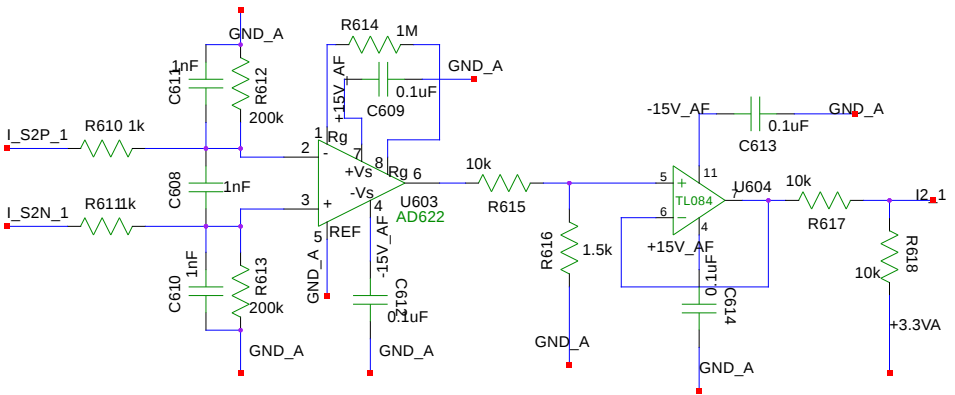 GND_A
R614
1M
1nF
C611
R612
200k
+15V_AF
C609
0.1uF
GND_A
-15V_AF
C613
0.1uF
GND_A
I_S2P_1
R610 1k
1
Rg
2
-
7
+Vs
8
Rg
6
C608
1nF
I_S2N_1
R611
1k
3
+
-Vs
4
5
REF
U603
AD622
10k
R615
5
+
11
TL084
6
-
4
7
U604
10k
R617
I2_1
1nF
C610
R613
200k
GND_A
GND_A
-15V_AF
C612
0.1uF
GND_A
R616
1.5k
GND_A
+15V_AF
0.1uF
C614
GND_A
R618
10k
+3.3VA